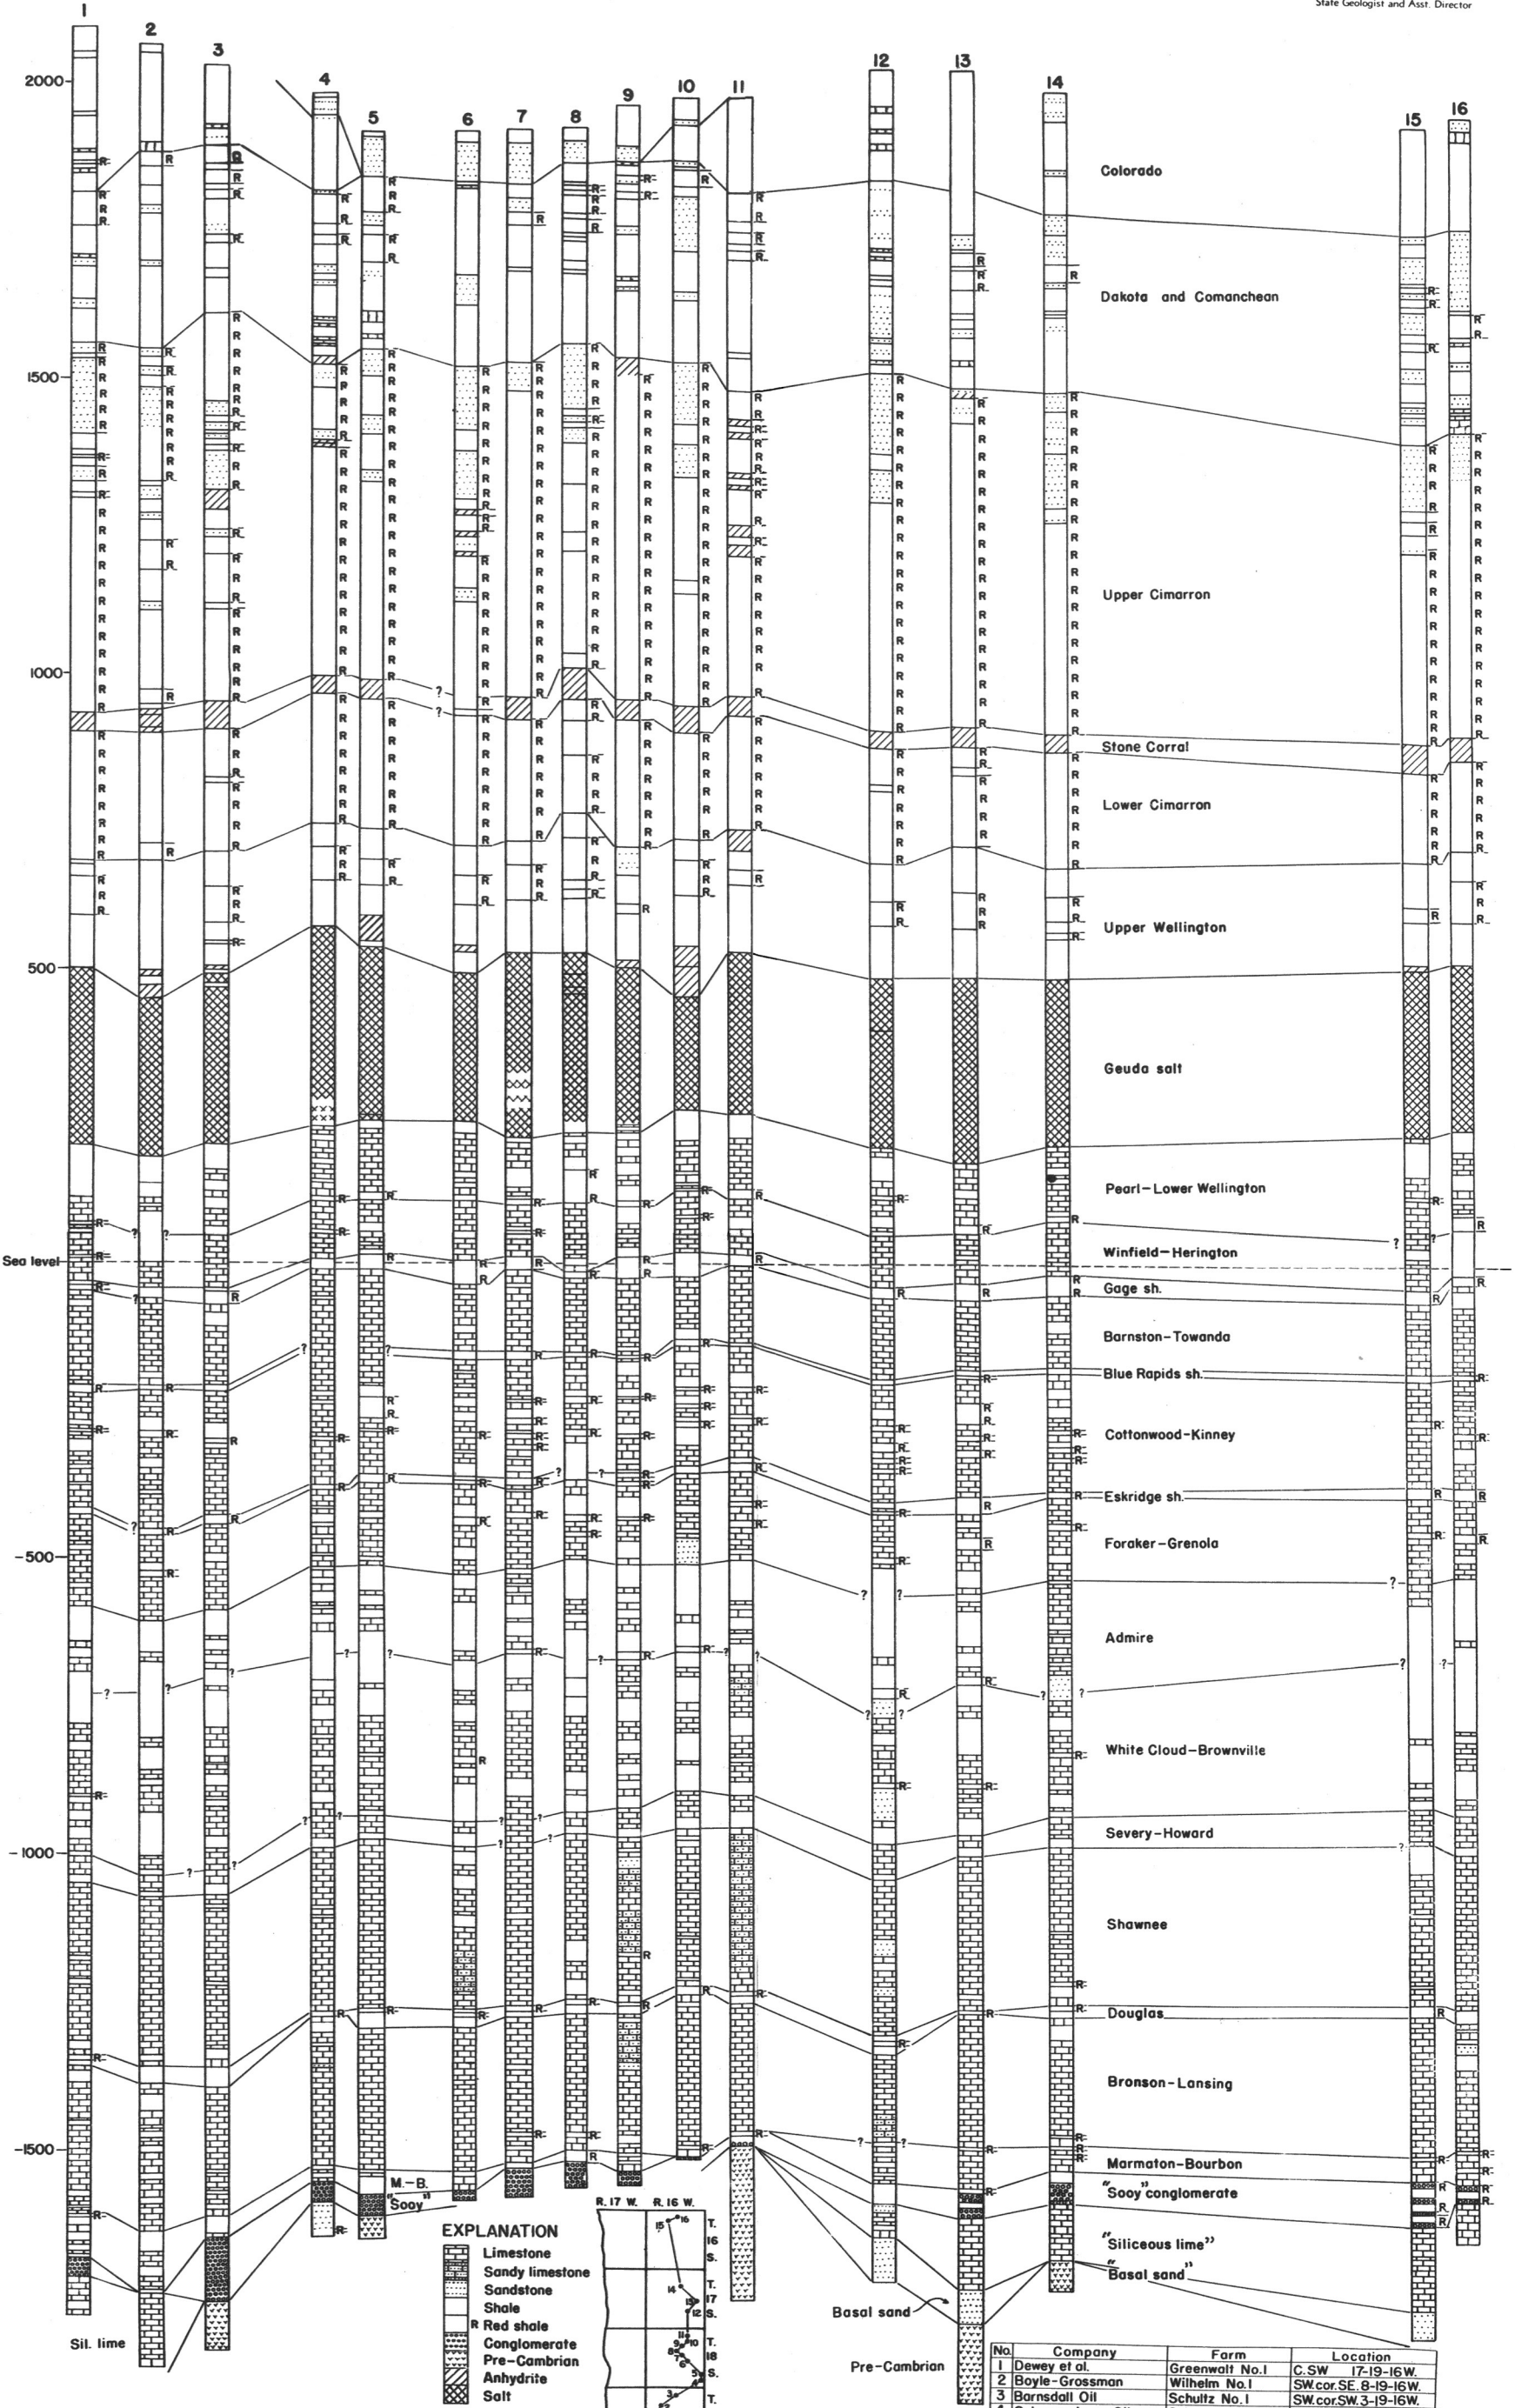 State Geologist and Asst. Director
1
2
3
4
5
6
7
8
9
10
11
12
13
14
15
16
2000
1500
1000
500
Sea level
-500
-1000
-1500
Colorado
Dakota and Comanchean
Upper Cimarron
Stone Corral
Lower Cimarron
Upper Wellington
Geuda salt
Pearl-Lower Wellington
Winfield-Herington
Gage sh.
Barnston-Towanda
Blue Rapids sh.
Cottonwood-Kinney
Eskridge sh.
Foraker-Grenola
Admire
White Cloud-Brownville
Severy-Howard
Shawnee
Douglas
Bronson-Lansing
Marmaton-Bourbon
"Sooy" conglomerate
"Siliceous lime"
"Basal sand"
M.-B.
"Sooy"
Sil. lime
Basal sand
Pre-Cambrian
EXPLANATION
Limestone
Sandy limestone
Sandstone
Shale
R Red shale
Conglomerate
Pre-Cambrian
Anhydrite
Salt
R. 17 W. R. 16 W.
T. 16 S.
T. 17 S.
T. 18 S.
T.
No. Company Farm Location
1 Dewey et al. Greenwalt No.1 C.SW 17-19-16W.
2 Boyle-Grossman Wilhelm No.1 SW.cor.SE.8-19-16W.
3 Barnsdall Oil Schultz No.1 SW.cor.SW.3-19-16W.